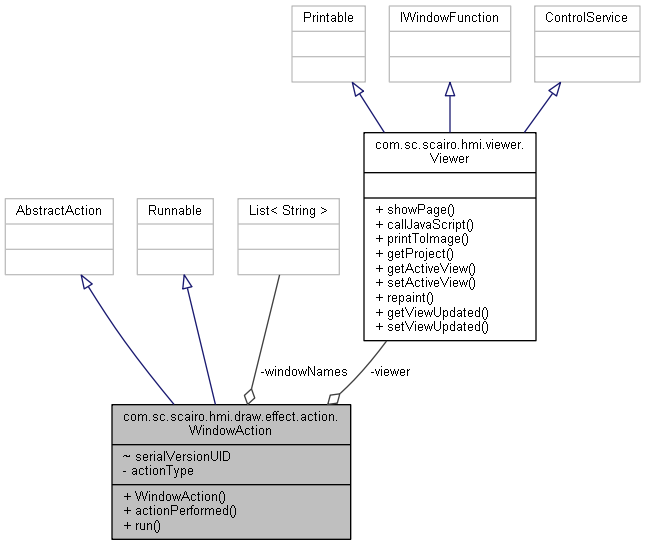 Printable
IWindowFunction
ControlService
com.sc.scairo.hmi.viewer.
Viewer
+ showPage()
+ callJavaScript()
+ printToImage()
+ getProject()
+ getActiveView()
+ setActiveView()
+ repaint()
+ getViewUpdated()
+ setViewUpdated()
AbstractAction
Runnable
List< String >
-windowNames
-viewer
com.sc.scairo.hmi.draw.effect.action.
WindowAction
~ serialVersionUID
- actionType
+ WindowAction()
+ actionPerformed()
+ run()